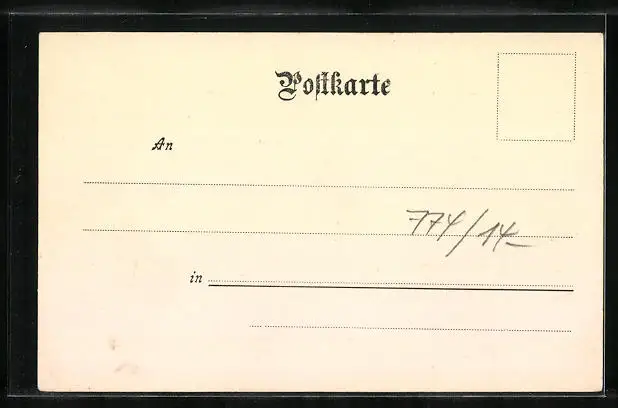 Postkarte
An
774/14-
in